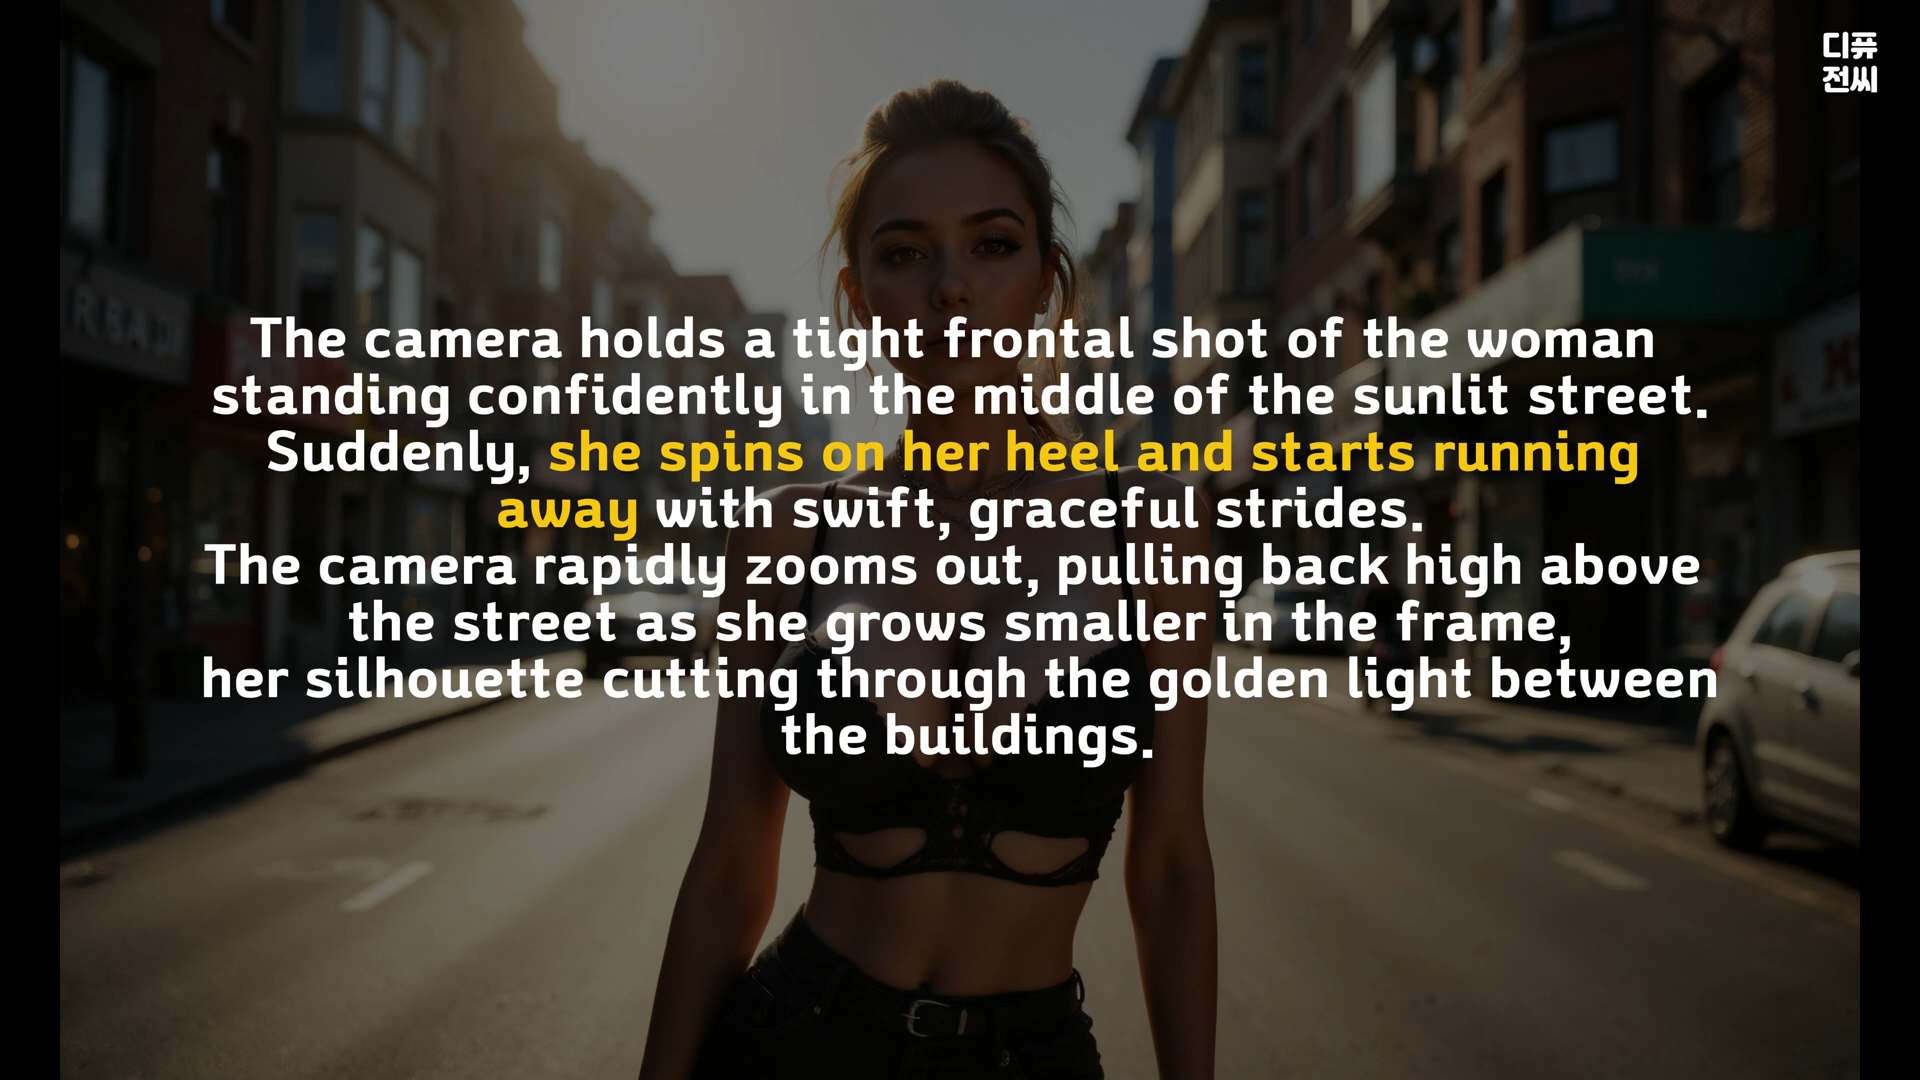 디퓨
전씨
The camera holds a tight frontal shot of the woman
standing confidently in the middle of the sunlit street.
Suddenly, she spins on her heel and starts running
away with swift, graceful strides.
The camera rapidly zooms out, pulling back high above
the street as she grows smaller in the frame,
her silhouette cutting through the golden light between
the buildings.